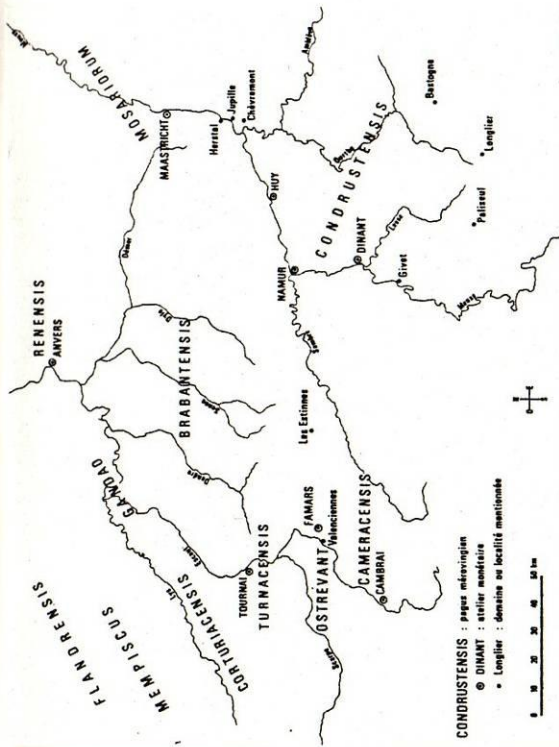 FLANDRENSIS
MEMPISCUS
CORTURIACENSIS
GANDAO
RENENSIS
ANVERS
BRABANTENSIS
MOSARIORUM
MAASTRICHT
Herstal
Jupille
Chèvremont
HUY
NAMUR
CONDRUSTENSIS
DINANT
Givet
Bastogne
Longlier
Paliseul
Les Estinnes
TOURNAI
TURNACENSIS
OSTREVANT
FAMARS
Valenciennes
CAMERACENSIS
CAMBRAI
Lys
Escaut
Dendre
Senne
Dyle
Démer
Meuse
Sambre
Lesse
Ourthe
Amblève
Scarpe
Meuse
N
S
CONDRUSTENSIS : pagus mérovingien
DINANT : atelier monétaire
Longlier : domaine ou localité mentionnée
0 10 20 30 40 50 km